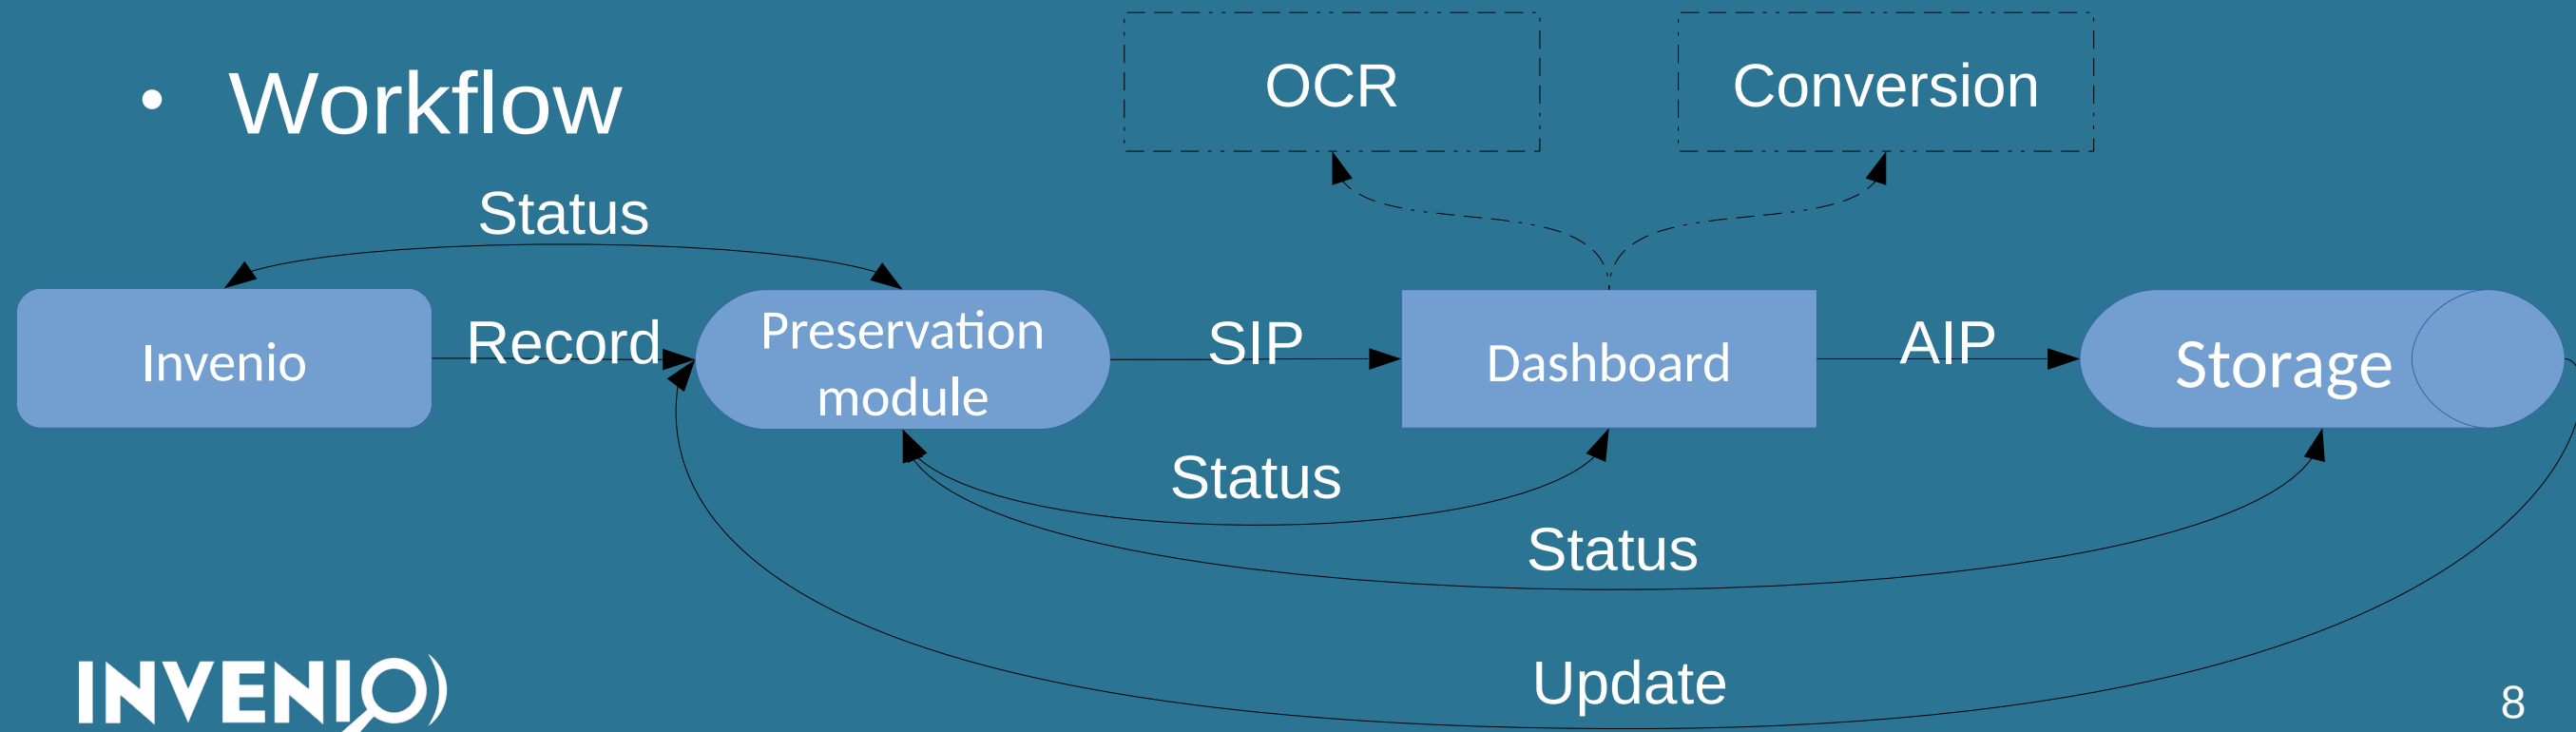 • Workflow
OCR
Conversion
Status
Invenio
Record
Preservation
module
SIP
Dashboard
AIP
Storage
Status
Status
Update
INVENIO
8